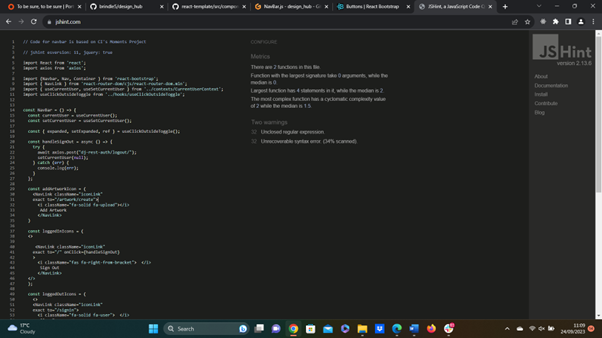 To be sure, to be sure | Port
brindle5/design_hub
react-template/src/compon
NavBar.js - design_hub - G
Buttons | React Bootstrap
JSHint, a JavaScript Code Q
jshint.com
1 // Code for navbar is based on CI's Moments Project
2
3 // jshint esversion: 11, jquery: true
4
5 import React from 'react';
6 import axios from 'axios';
7
8 import {Navbar, Nav, Container } from 'react-bootstrap';
9 import { NavLink } from 'react-router-dom/cjs/react-router-dom.min';
10 import { useCurrentUser, useSetCurrentUser } from '../contexts/CurrentUserContext';
11 import useClickOutsideToggle from '../hooks/useClickOutsideToggle';
12
13
14 const NavBar = () => {
15 const currentUser = useCurrentUser();
16 const setCurrentUser = useSetCurrentUser();
17
18 const { expanded, setExpanded, ref } = useClickOutsideToggle();
19
20 const handleSignOut = async () => {
21 try {
22 await axios.post("dj-rest-auth/logout/");
23 setCurrentUser(null);
24 } catch (err) {
25 console.log(err);
26 }
27 };
28
29 const addArtworkIcon = (
30 <NavLink className="iconLink"
31 exact to="/artwork/create">
32 <i className="fa-solid fa-upload"></i>
33 Add Artwork
34 </NavLink>
35 )
36
37 const loggedInIcons = (
38 <>
39
40 <NavLink className="iconLink"
41 exact to="/" onClick={handleSignOut}
42 >
43 <i className="fas fa-right-from-bracket"> </i>
44 Sign Out
45 </NavLink>
46 </>
47 );
48
49 const loggedOutIcons = (
50 <>
51 <NavLink className="iconLink"
52 exact to="/signin">
53 <i className="fa-solid fa-user"> </i>
CONFIGURE
Metrics
There are 2 functions in this file.
Function with the largest signature take 0 arguments, while the
median is 0.
Largest function has 4 statements in it, while the median is 2.
The most complex function has a cyclomatic complexity value
of 2 while the median is 1.5.
Two warnings
32 Unclosed regular expression.
32 Unrecoverable syntax error. (34% scanned).
JSHint
version 2.13.6
About
Documentation
Install
Contribute
Blog
17°C
Cloudy
Search
11:09
24/09/2023